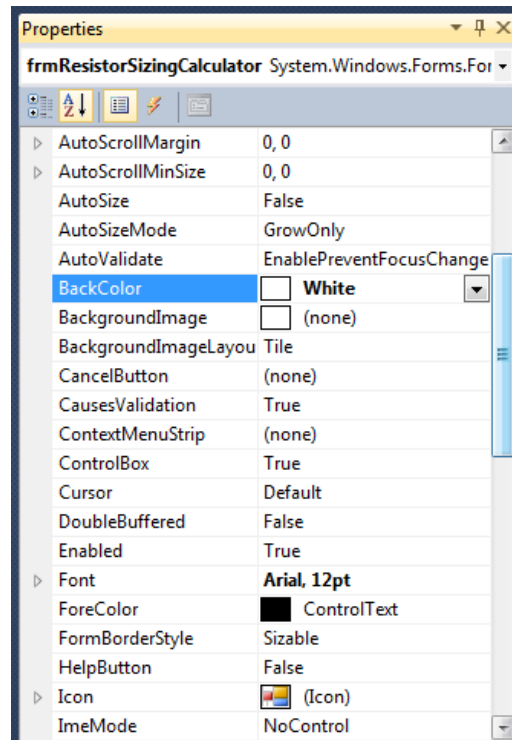 Properties
frmResistorSizingCalculator System.Windows.Forms.For
AutoScrollMargin 0, 0
AutoScrollMinSize 0, 0
AutoSize False
AutoSizeMode GrowOnly
AutoValidate EnablePreventFocusChange
BackColor White
BackgroundImage (none)
BackgroundImageLayou Tile
CancelButton (none)
CausesValidation True
ContextMenuStrip (none)
ControlBox True
Cursor Default
DoubleBuffered False
Enabled True
Font Arial, 12pt
ForeColor ControlText
FormBorderStyle Sizable
HelpButton False
Icon (Icon)
ImeMode NoControl